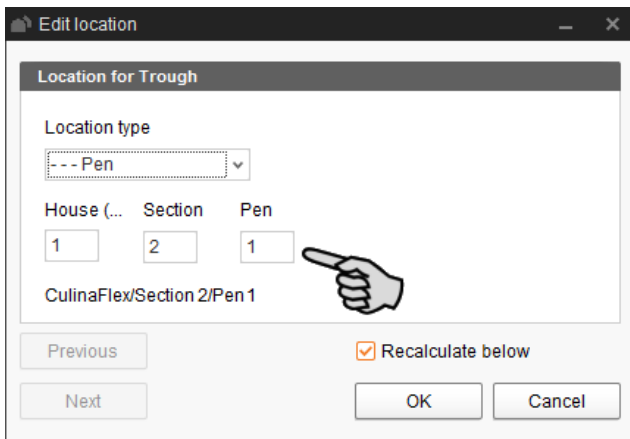 Edit location
Location for Trough
Location type
- - - Pen
House (... Section Pen
1 2 1
CulinaFlex/Section 2/Pen 1
Previous Recalculate below
Next OK Cancel